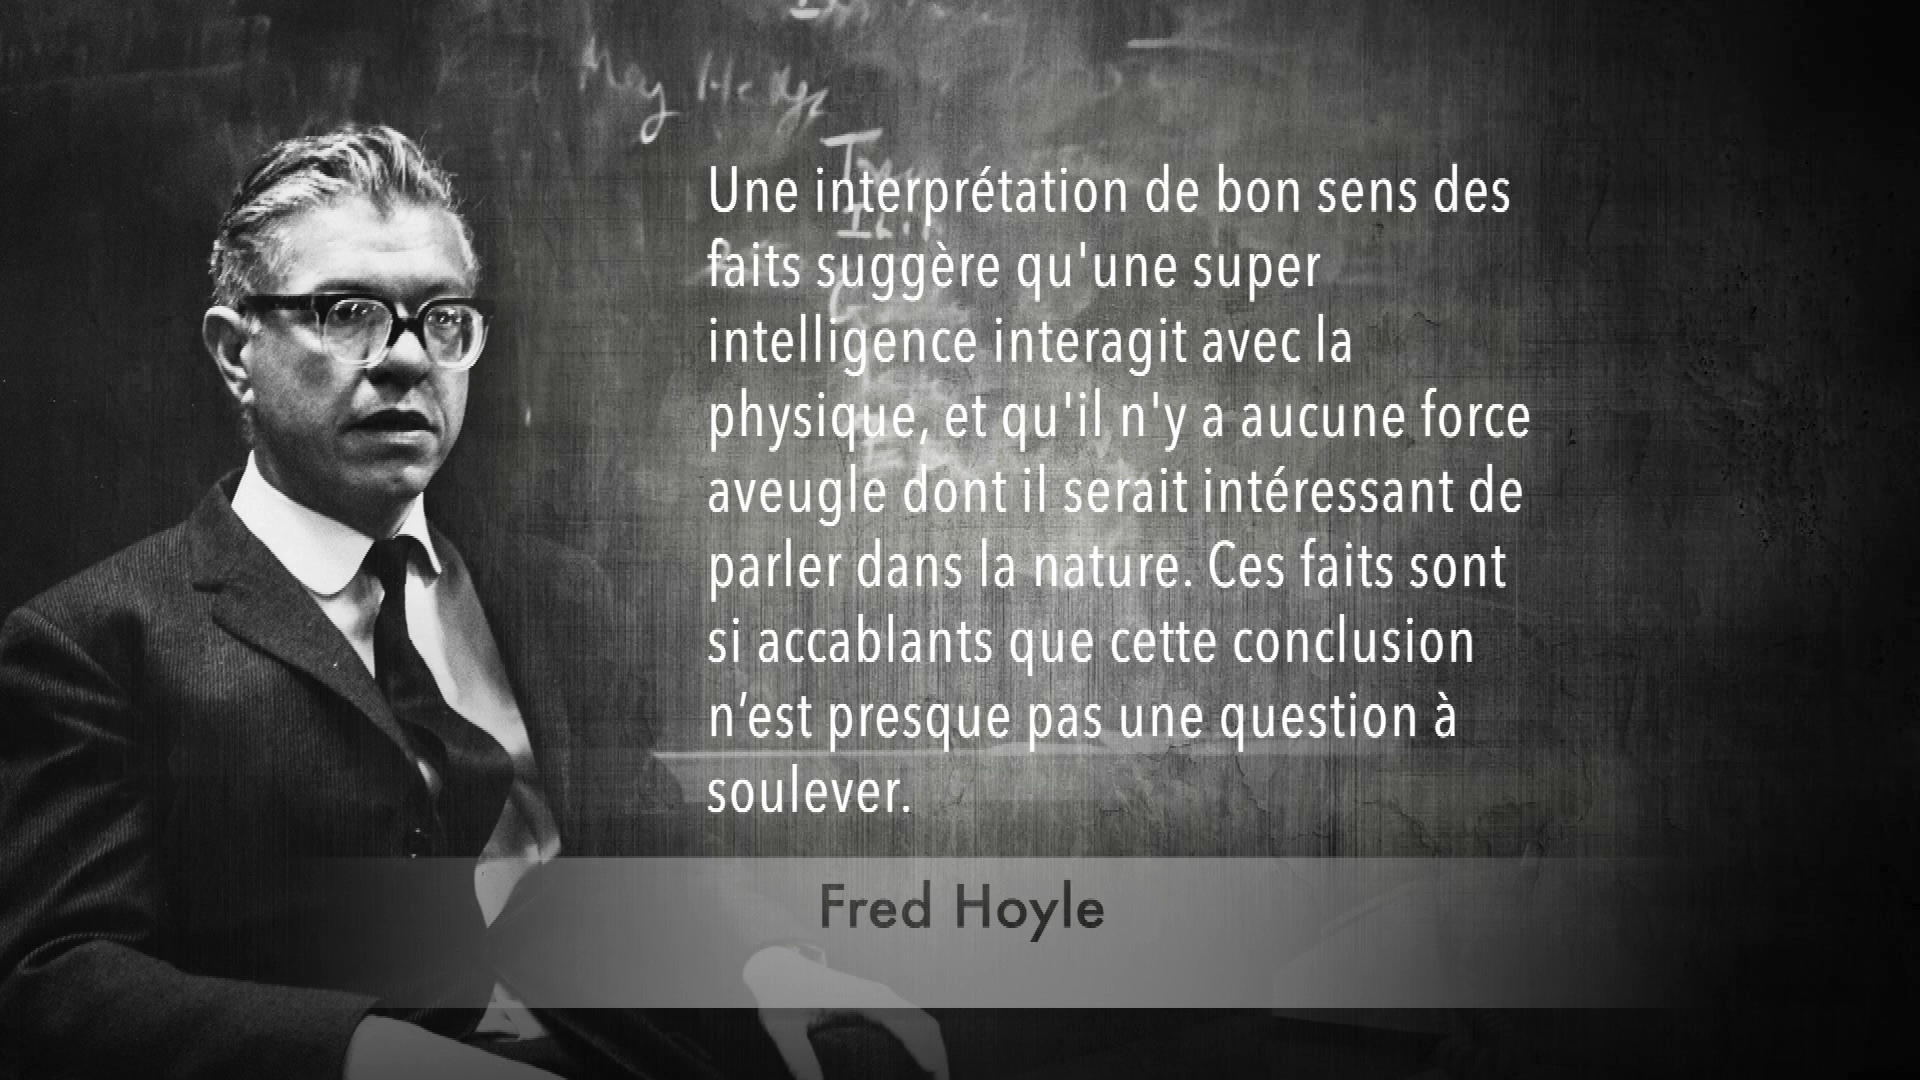 May Hedge
Une interprétation de bon sens des
faits suggère qu'une super
intelligence interagit avec la
physique, et qu'il n'y a aucune force
aveugle dont il serait intéressant de
parler dans la nature. Ces faits sont
si accablants que cette conclusion
n’est presque pas une question à
soulever.
Fred Hoyle